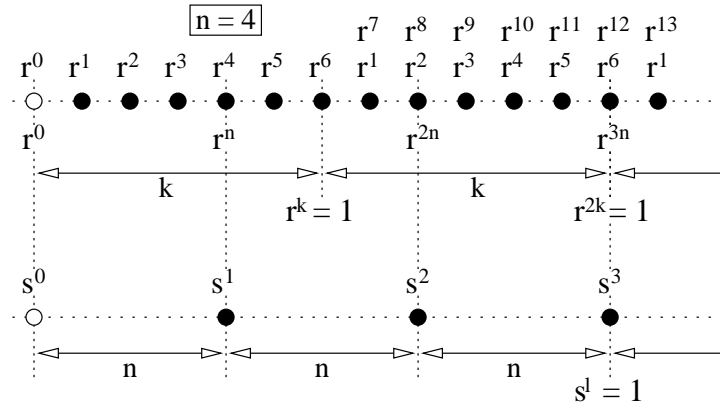 n = 4
r⁷ r⁸ r⁹ r¹⁰ r¹¹ r¹² r¹³
r⁰ r¹ r² r³ r⁴ r⁵ r⁶ r¹ r² r³ r⁴ r⁵ r⁶ r¹
r⁰ rⁿ r²ⁿ r³ⁿ
k k
rᵏ = 1 r²ᵏ = 1
s⁰ s¹ s² s³
n n n
sˡ = 1